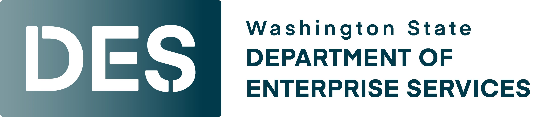 DES
Washington State
DEPARTMENT OF
ENTERPRISE SERVICES